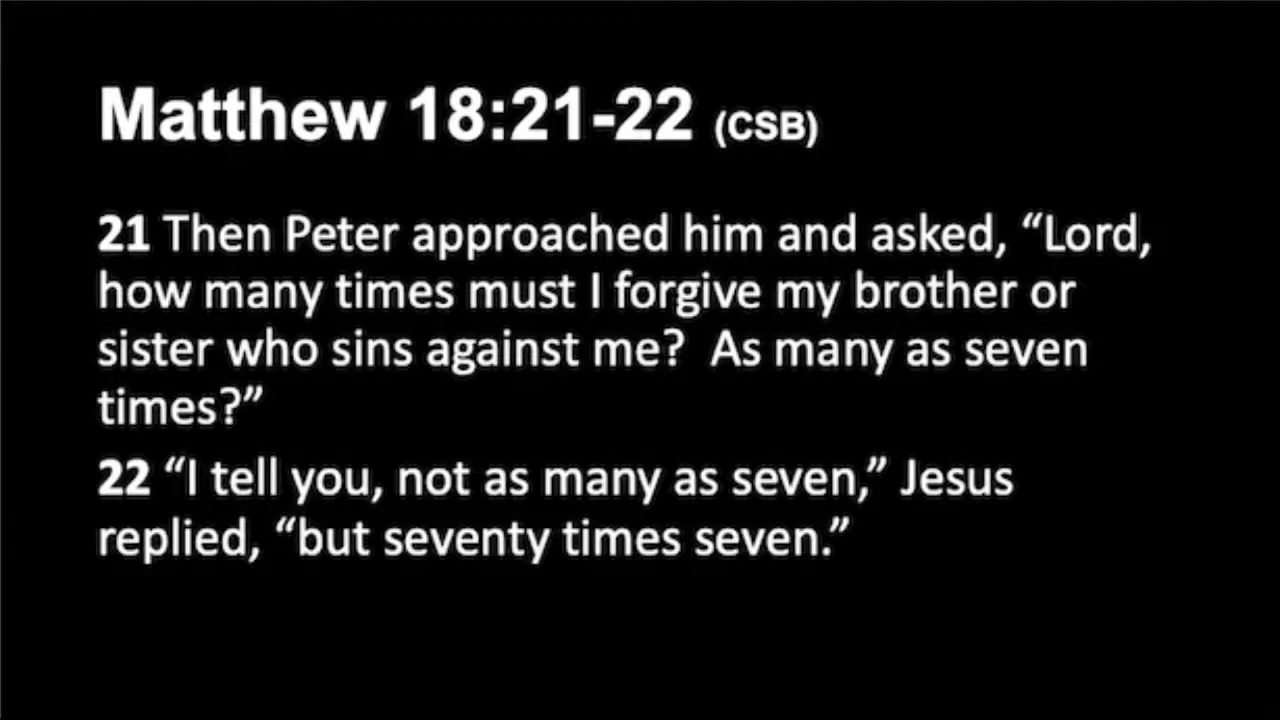 Matthew 18:21-22 (CSB)
21 Then Peter approached him and asked, “Lord,
how many times must I forgive my brother or
sister who sins against me?  As many as seven
times?”
22 “I tell you, not as many as seven,” Jesus
replied, “but seventy times seven.”